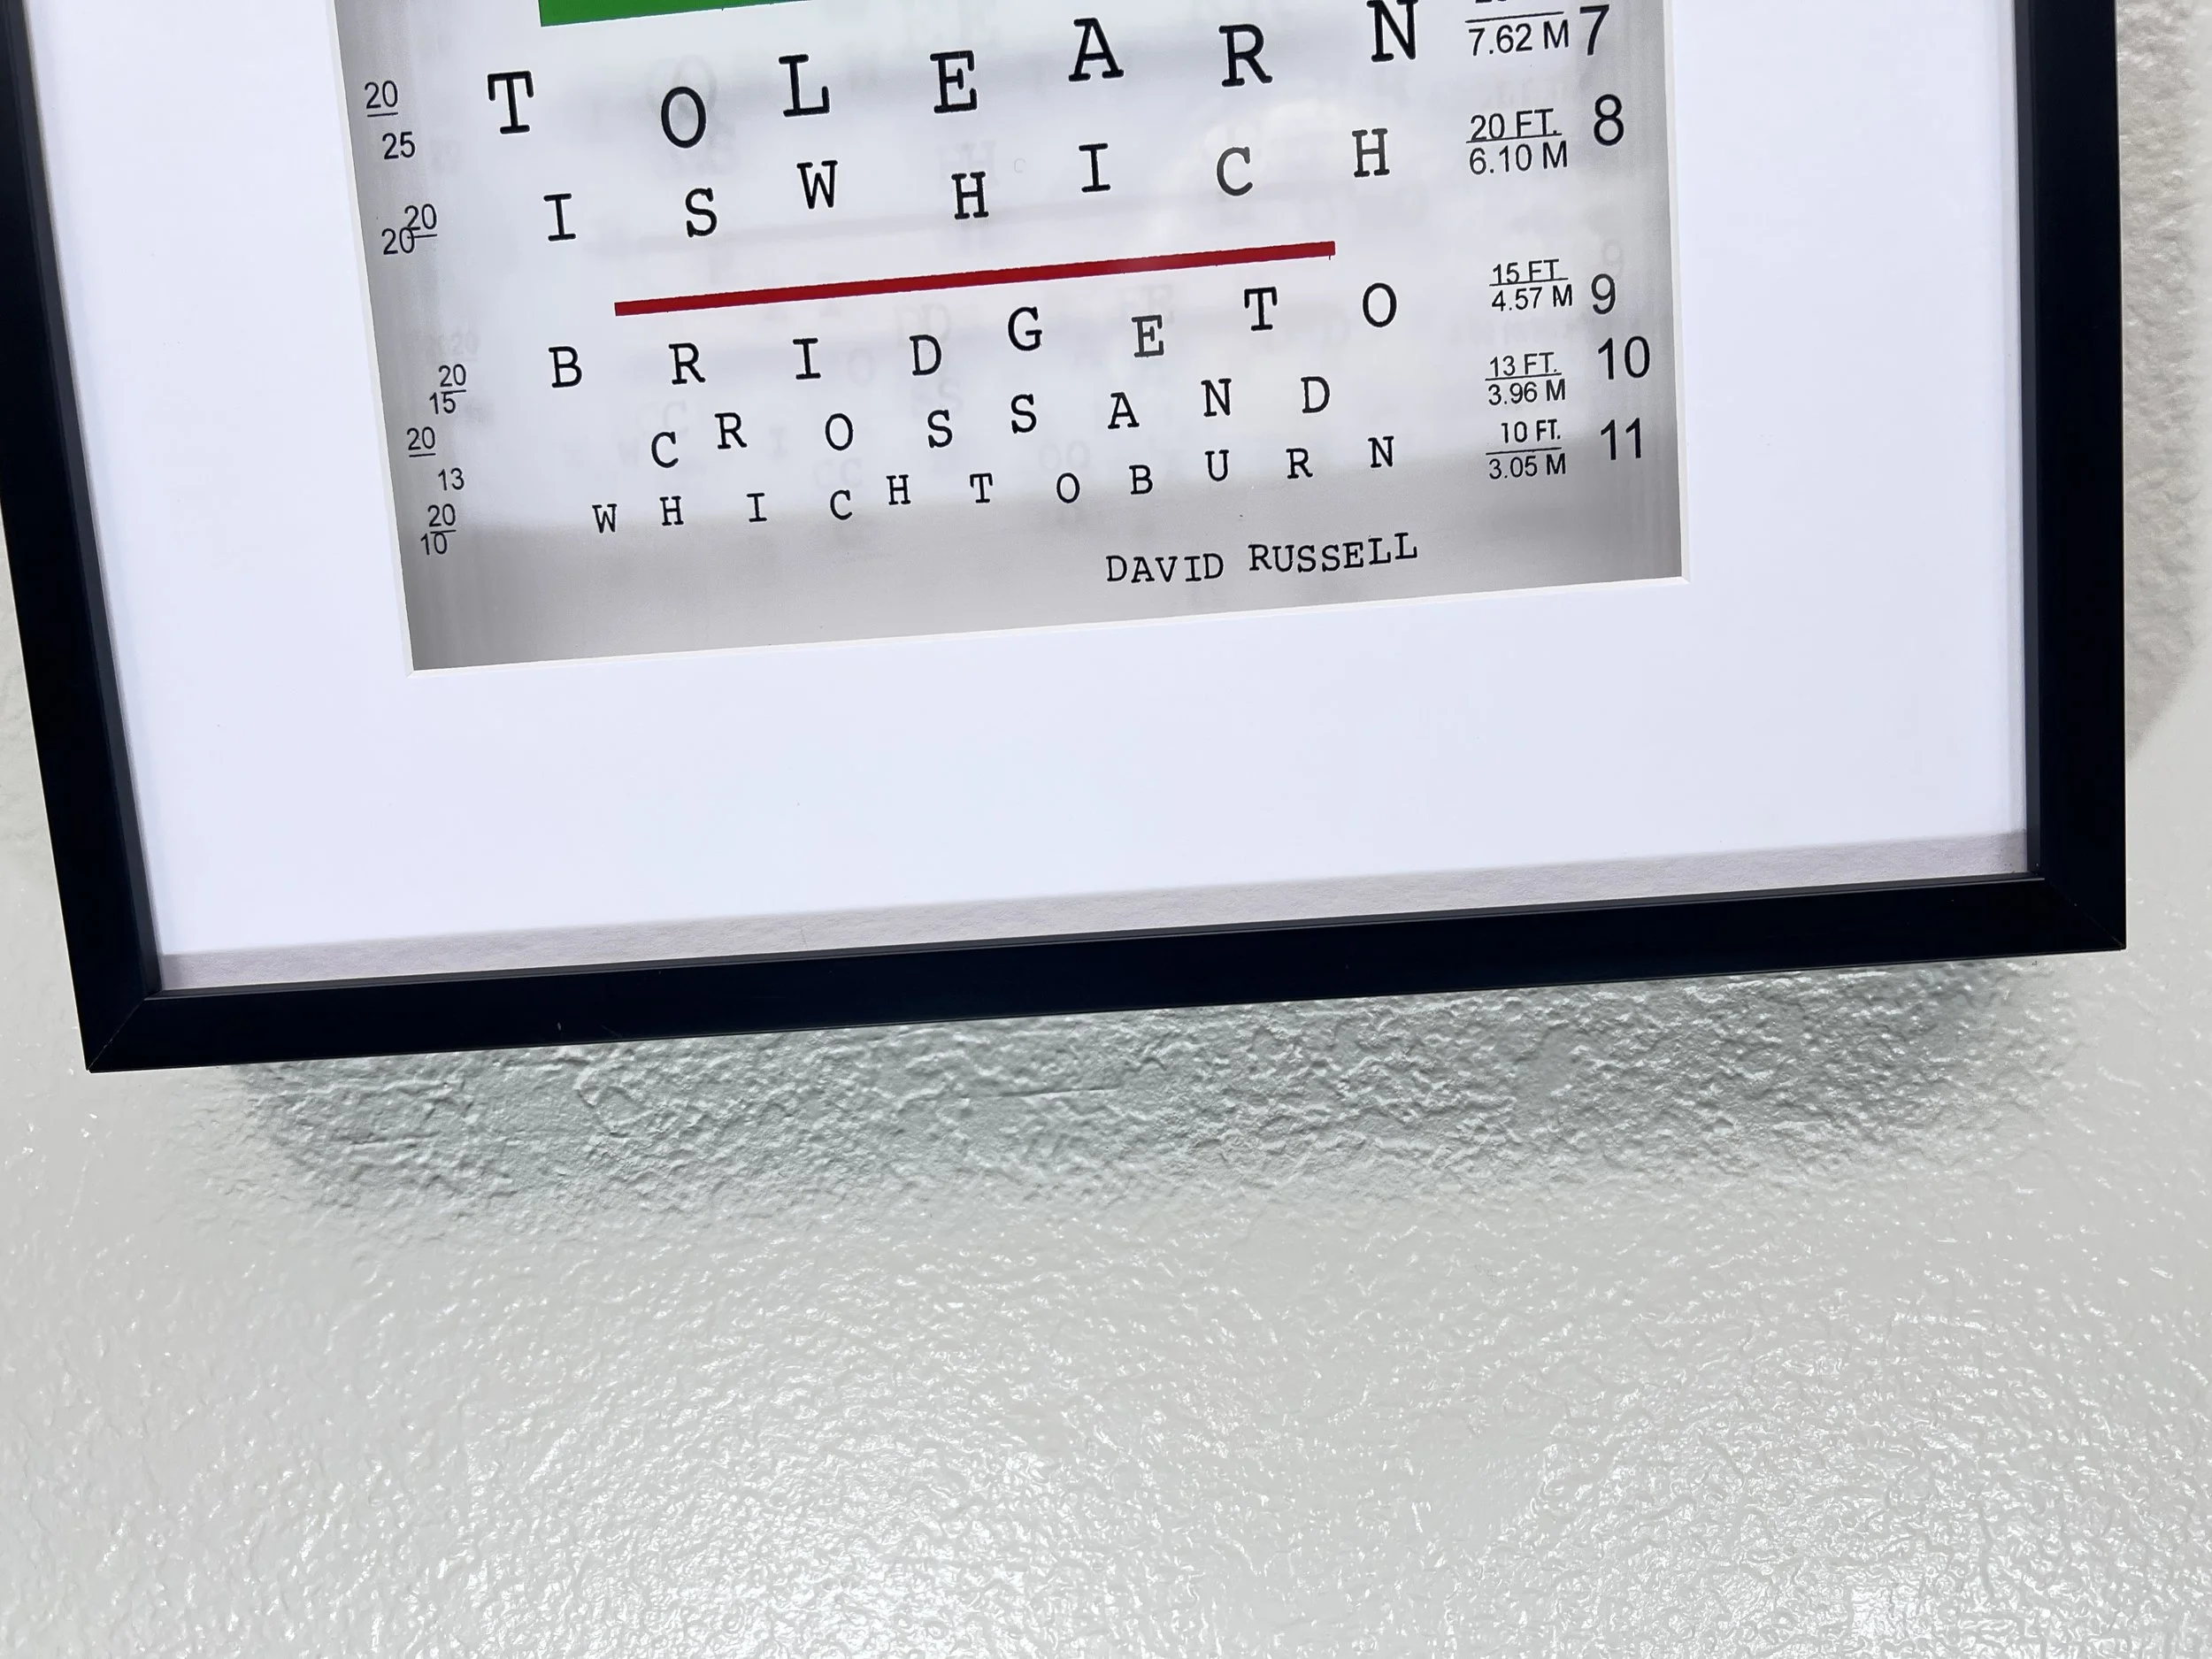 20 T O L E A R N 7.62 M 7
25
20 I S W H I C H 20 FT. 8
20 6.10 M
20 B R I D G E T O 15 FT. 9
15 4.57 M
20 C R O S S A N D 13 FT. 10
13 3.96 M
20 W H I C H T O B U R N 10 FT. 11
10 3.05 M
DAVID RUSSELL